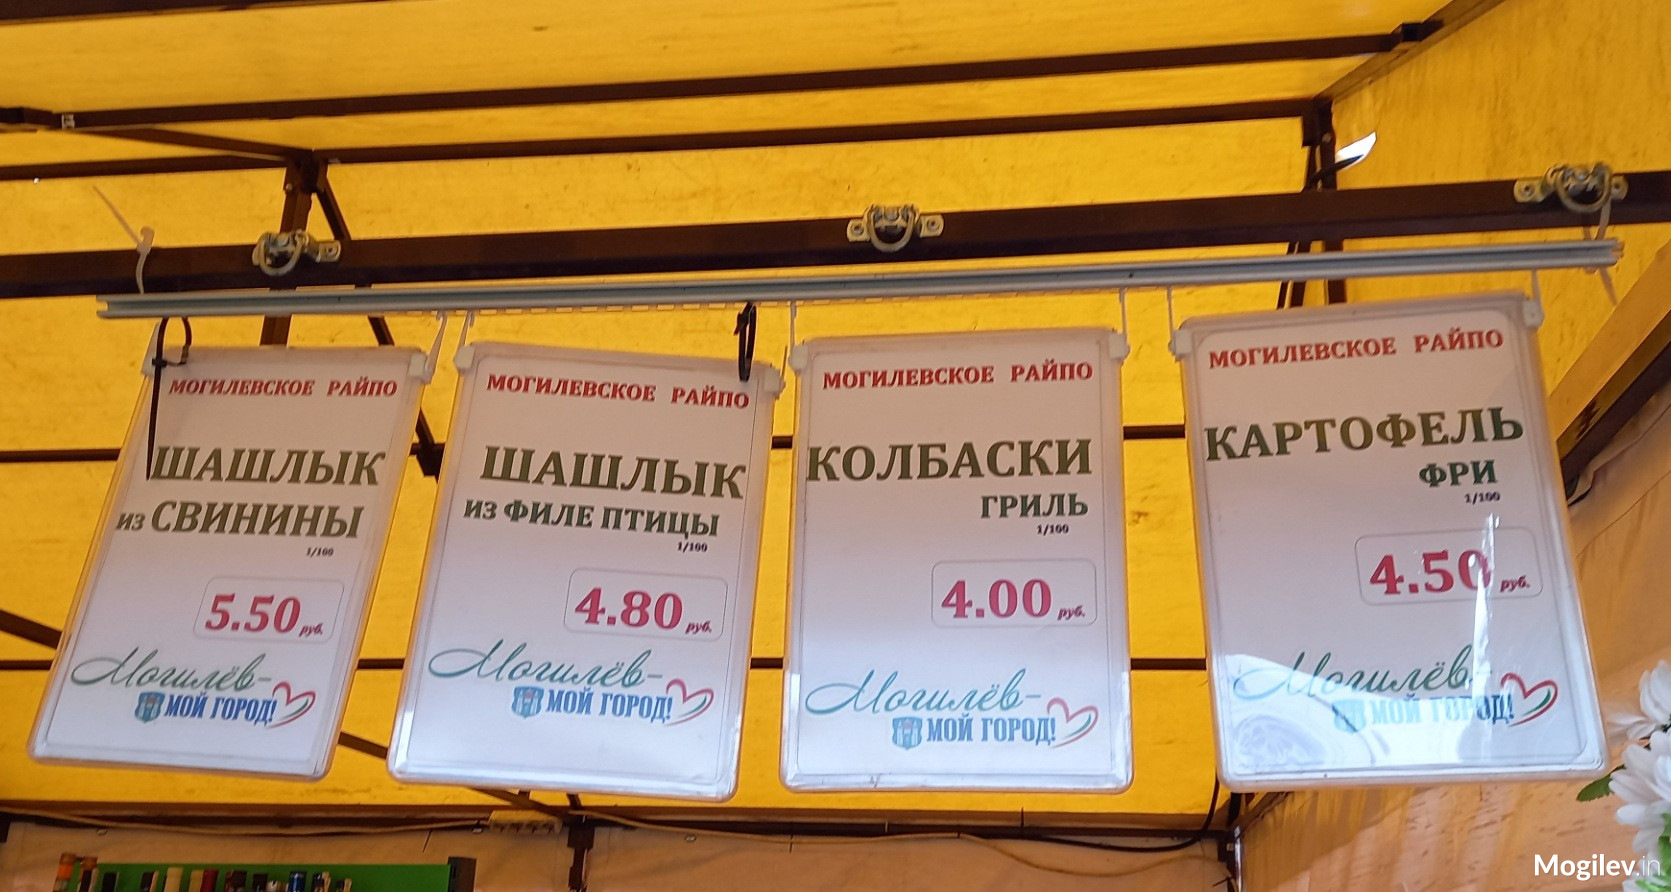 МОГИЛЕВСКОЕ РАЙПО
ШАШЛЫК
ИЗ СВИНИНЫ
1/100
5.50 руб.
Могилёв-
МОЙ ГОРОД!
МОГИЛЕВСКОЕ РАЙПО
ШАШЛЫК
ИЗ ФИЛЕ ПТИЦЫ
1/100
4.80 руб.
Могилёв-
МОЙ ГОРОД!
МОГИЛЕВСКОЕ РАЙПО
КОЛБАСКИ
ГРИЛЬ
1/100
4.00 руб.
Могилёв-
МОЙ ГОРОД!
МОГИЛЕВСКОЕ РАЙПО
КАРТОФЕЛЬ
ФРИ
1/100
4.50 руб.
Могилёв-
МОЙ ГОРОД!
Mogilev.in